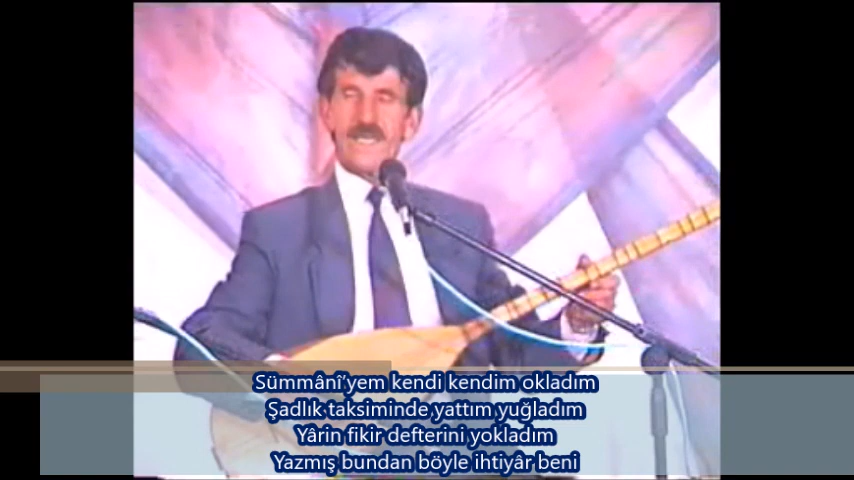 Sümmânî'yem kendi kendim okladım
Şadlık taksiminde yattım yuğladım
Yârin fikir defterini yokladım
Yazmış bundan böyle ihtiyâr beni